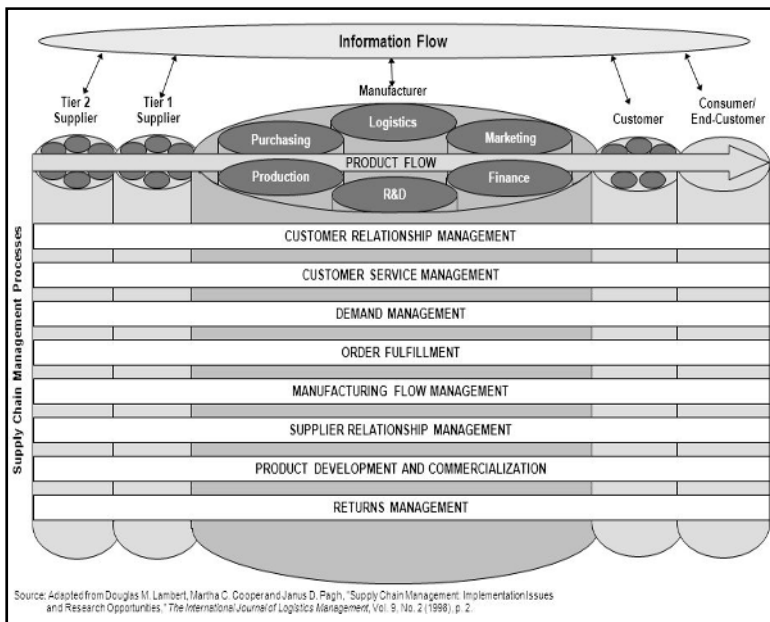 Information Flow
Tier 2
Supplier
Tier 1
Supplier
Manufacturer
Customer
Consumer/
End-Customer
Purchasing
Logistics
Marketing
PRODUCT FLOW
Production
R&D
Finance
Supply Chain Management Processes
CUSTOMER RELATIONSHIP MANAGEMENT
CUSTOMER SERVICE MANAGEMENT
DEMAND MANAGEMENT
ORDER FULFILLMENT
MANUFACTURING FLOW MANAGEMENT
SUPPLIER RELATIONSHIP MANAGEMENT
PRODUCT DEVELOPMENT AND COMMERCIALIZATION
RETURNS MANAGEMENT
Source: Adapted from Douglas M. Lambert, Martha C. Cooper and Janus D. Pagh, "Supply Chain Management: Implementation Issues
and Research Opportunities," The International Journal of Logistics Management, Vol. 9, No. 2 (1998), p. 2.